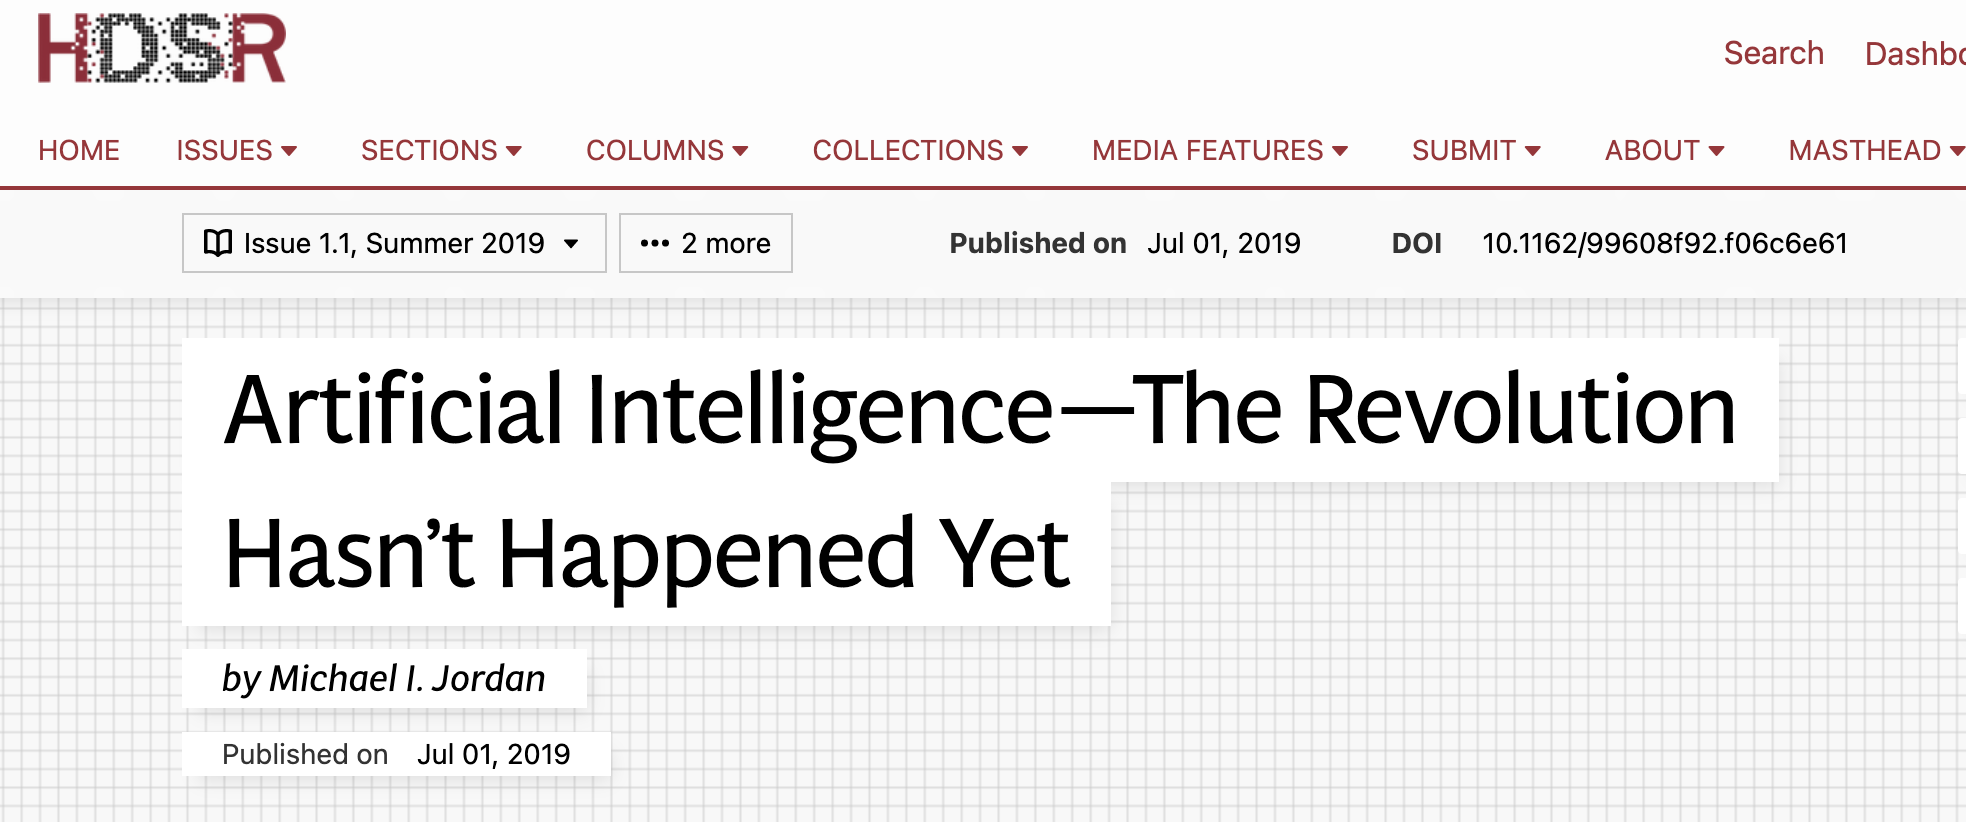 HDSR
Search Dashbo
HOME ISSUES SECTIONS COLUMNS COLLECTIONS MEDIA FEATURES SUBMIT ABOUT MASTHEAD
Issue 1.1, Summer 2019 ••• 2 more Published on Jul 01, 2019 DOI 10.1162/99608f92.f06c6e61
Artificial Intelligence—The Revolution
Hasn’t Happened Yet
by Michael I. Jordan
Published on Jul 01, 2019